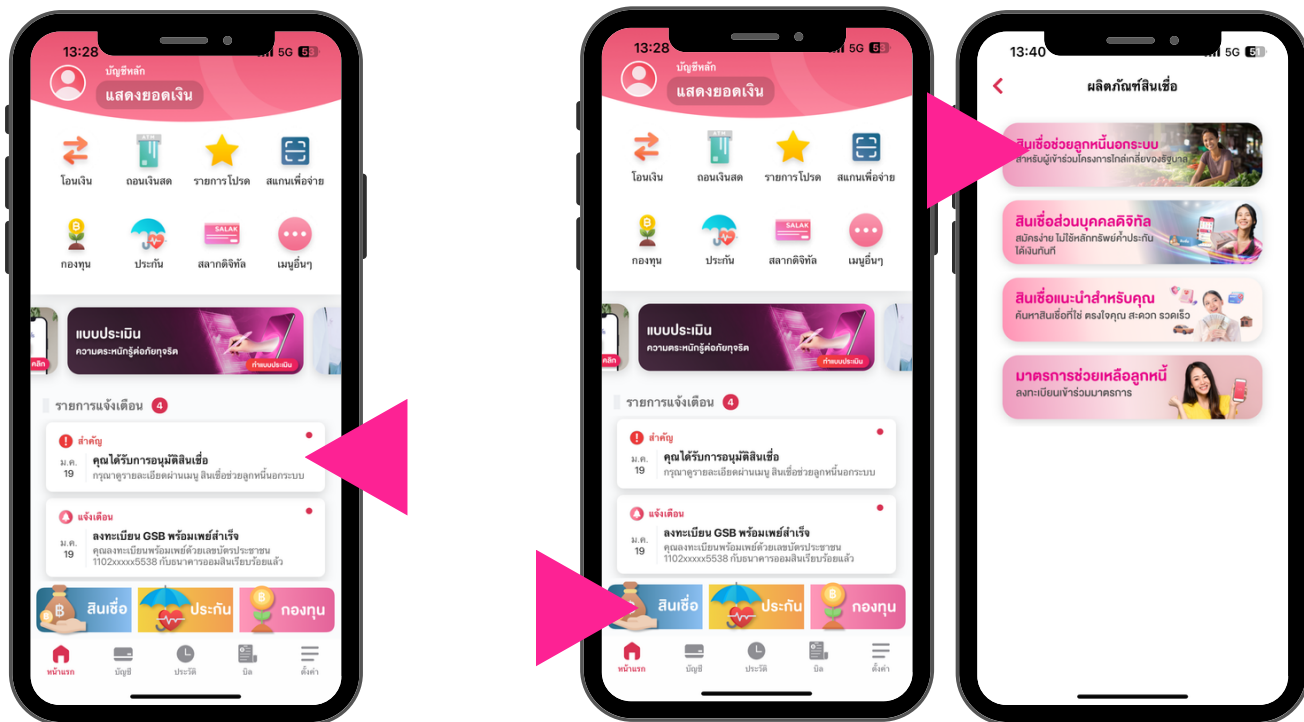 13:28
5G 53
บัญชีหลัก
แสดงยอดเงิน
ATM
โอนเงิน ถอนเงินสด รายการโปรด สแกนเพื่อจ่าย
SALAK
กองทุน ประกัน สลากดิจิทัล เมนูอื่นๆ
คลิก
แบบประเมิน
ความตระหนักรู้ต่อภัยทุจริต
ทำแบบประเมิน
รายการแจ้งเตือน 4
สำคัญ
ม.ค.
19
คุณได้รับการอนุมัติสินเชื่อ
กรุณาดูรายละเอียดผ่านเมนู สินเชื่อช่วยลูกหนี้นอกระบบ
แจ้งเตือน
ม.ค.
19
ลงทะเบียน GSB พร้อมเพย์สำเร็จ
คุณลงทะเบียนพร้อมเพย์ด้วยเลขบัตรประชาชน
1102xxxxx5538 กับธนาคารออมสินเรียบร้อยแล้ว
สินเชื่อ ประกัน กองทุน
หน้าแรก บัญชี ประวัติ บิล ตั้งค่า
13:28
5G 53
บัญชีหลัก
แสดงยอดเงิน
ATM
โอนเงิน ถอนเงินสด รายการโปรด สแกนเพื่อจ่าย
SALAK
กองทุน ประกัน สลากดิจิทัล เมนูอื่นๆ
คลิก
แบบประเมิน
ความตระหนักรู้ต่อภัยทุจริต
ทำแบบประเมิน
รายการแจ้งเตือน 4
สำคัญ
ม.ค.
19
คุณได้รับการอนุมัติสินเชื่อ
กรุณาดูรายละเอียดผ่านเมนู สินเชื่อช่วยลูกหนี้นอกระบบ
แจ้งเตือน
ม.ค.
19
ลงทะเบียน GSB พร้อมเพย์สำเร็จ
คุณลงทะเบียนพร้อมเพย์ด้วยเลขบัตรประชาชน
1102xxxxx5538 กับธนาคารออมสินเรียบร้อยแล้ว
สินเชื่อ ประกัน กองทุน
หน้าแรก บัญชี ประวัติ บิล ตั้งค่า
13:40
5G 51
ผลิตภัณฑ์สินเชื่อ
สินเชื่อช่วยลูกหนี้นอกระบบ
สำหรับผู้เข้าร่วมโครงการไกล่เกลี่ยของรัฐบาล
สินเชื่อส่วนบุคคลดิจิทัล
สมัครง่าย ไม่ใช้หลักทรัพย์ค้ำประกัน
ได้เงินทันที
สินเชื่อแนะนำสำหรับคุณ
ค้นหาสินเชื่อที่ใช่ ตรงใจคุณ สะดวก รวดเร็ว
มาตรการช่วยเหลือลูกหนี้
ลงทะเบียนเข้าร่วมมาตรการ